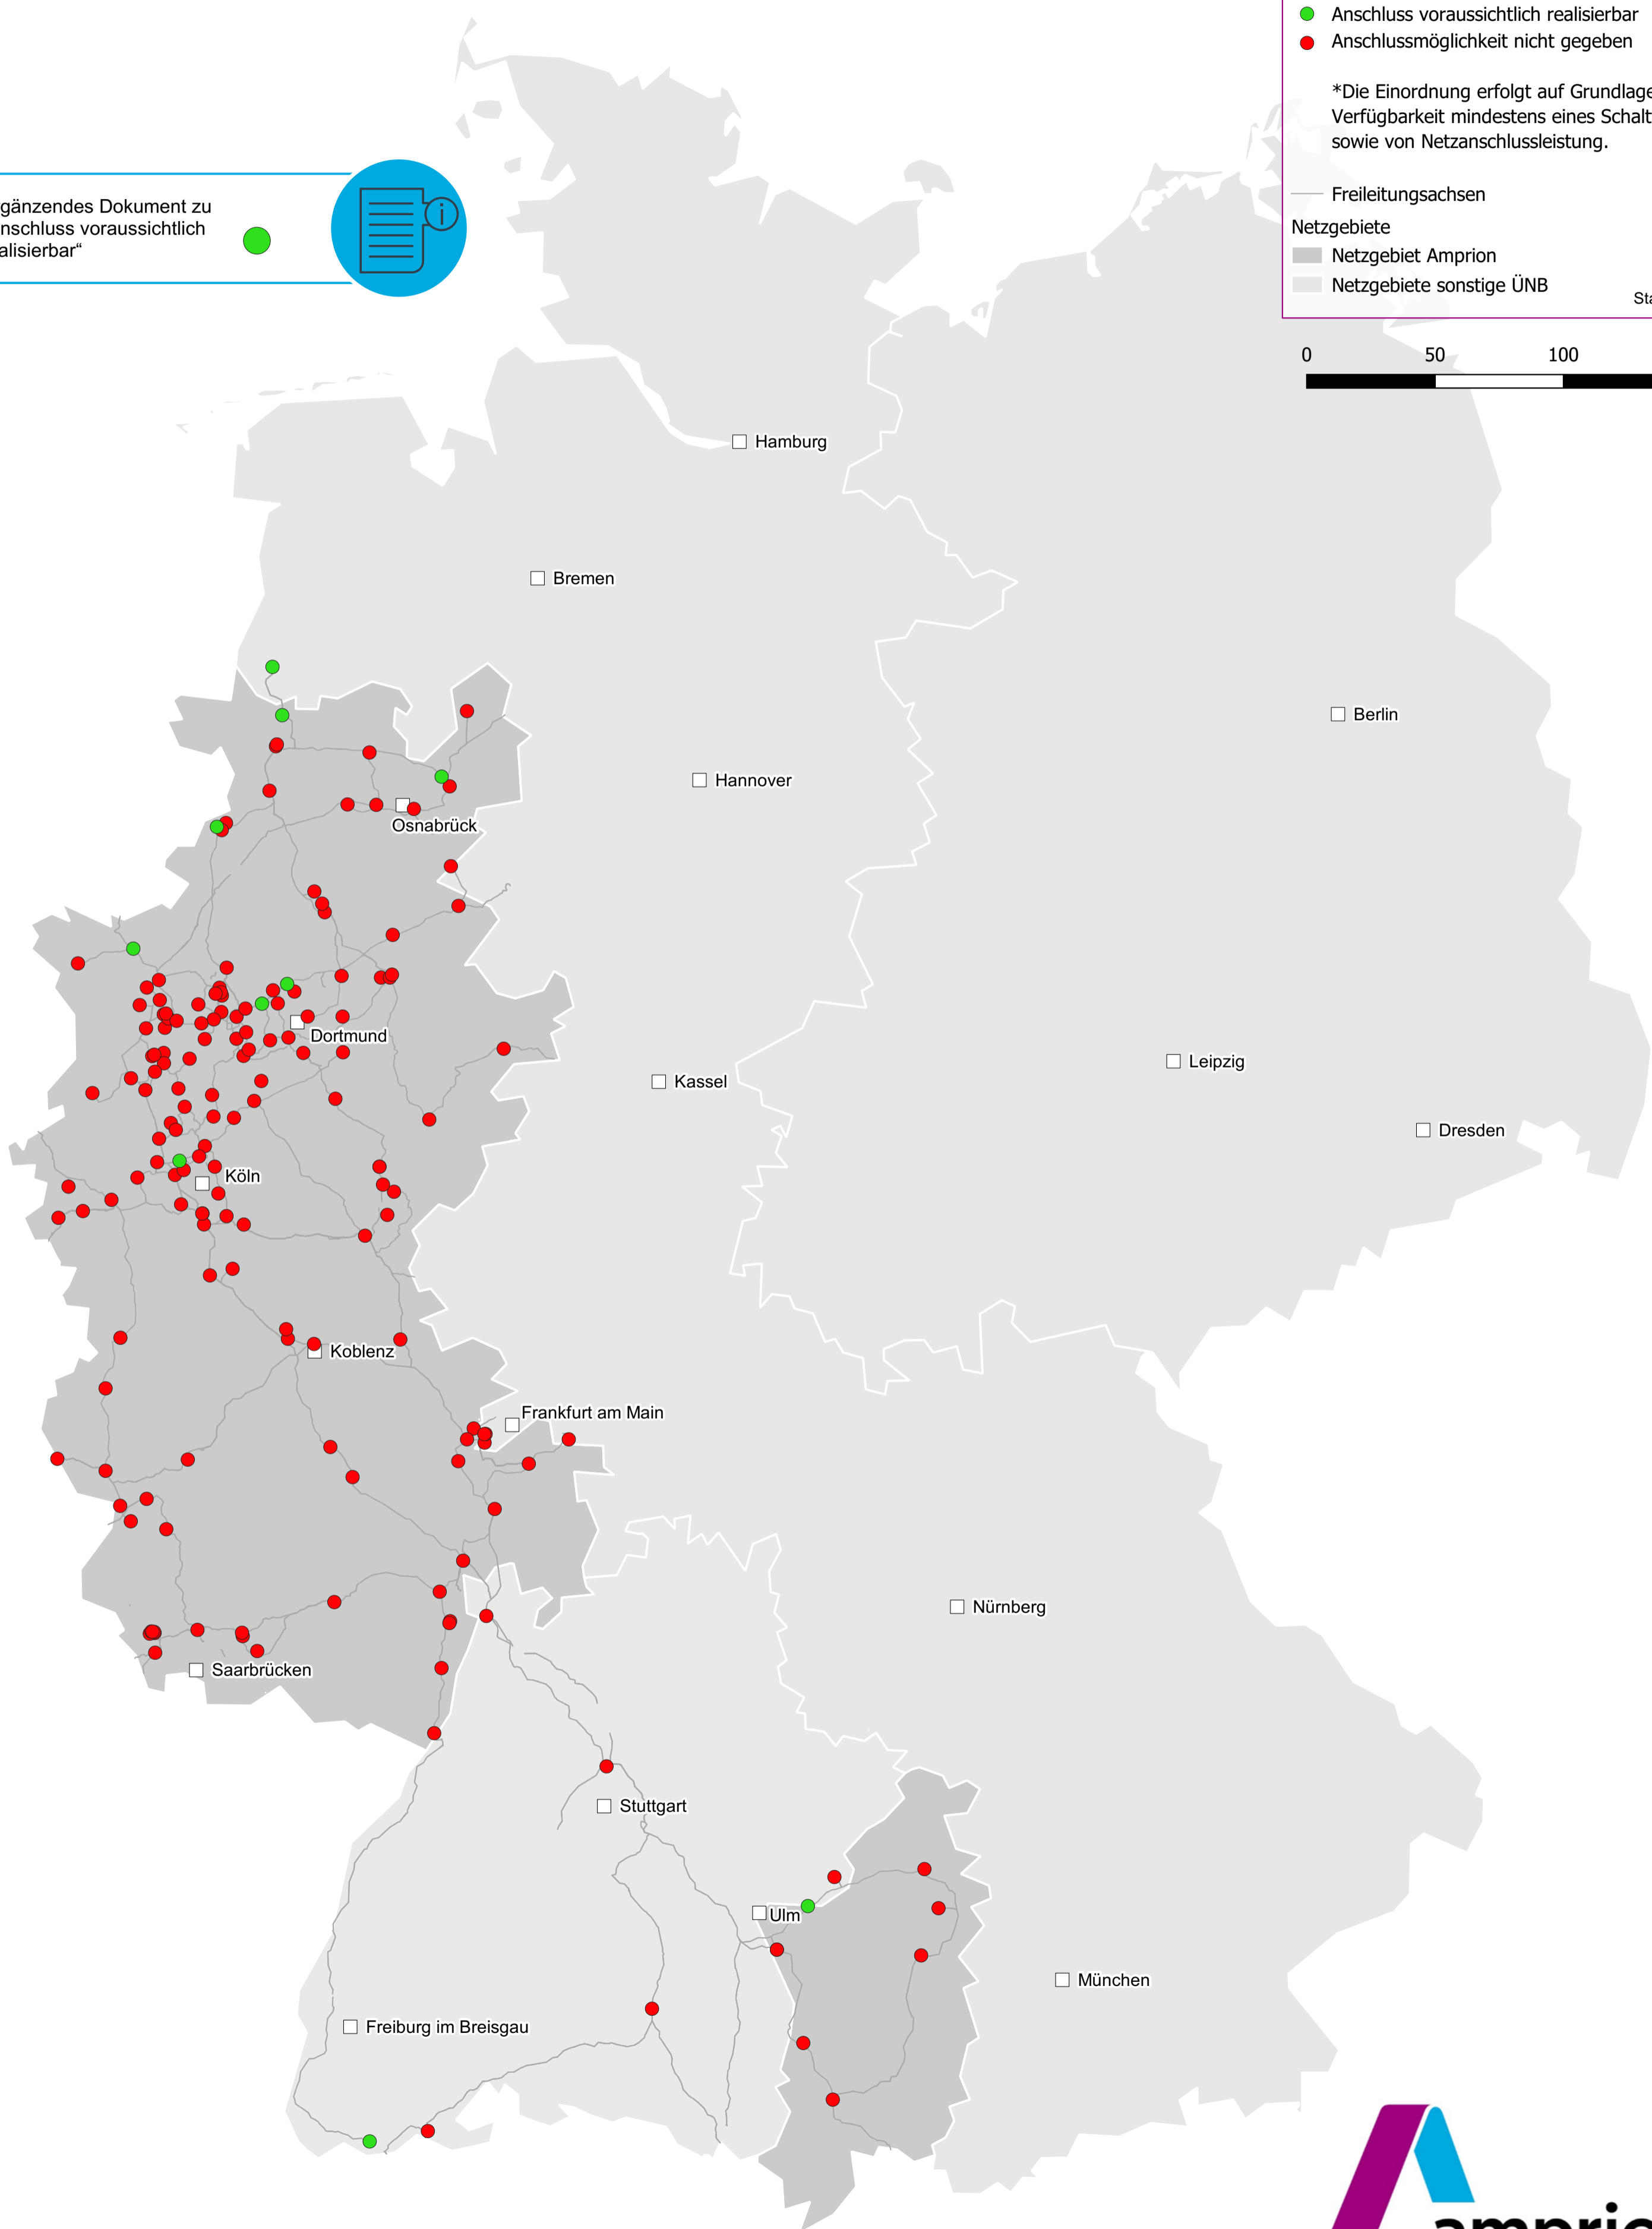 Anschluss voraussichtlich realisierbar
Anschlussmöglichkeit nicht gegeben
*Die Einordnung erfolgt auf Grundlage
Verfügbarkeit mindestens eines Schalt
sowie von Netzanschlussleistung.
Freileitungsachsen
Netzgebiete
Netzgebiet Amprion
Netzgebiete sonstige ÜNB
Sta
0 50 100
gänzendes Dokument zu
nschluss voraussichtlich
alisierbar“
i
Hamburg
Bremen
Berlin
Hannover
Osnabrück
Dortmund
Leipzig
Kassel
Dresden
Köln
Koblenz
Frankfurt am Main
Nürnberg
Saarbrücken
Stuttgart
Ulm
München
Freiburg im Breisgau